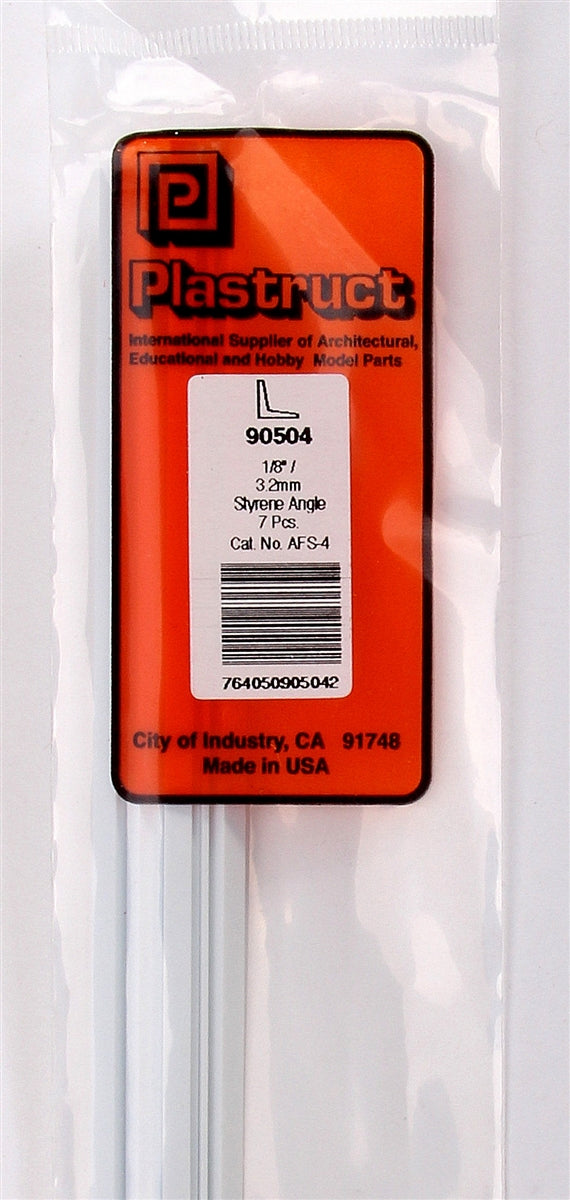 P
Plastruct
International Supplier of Architectural,
Educational and Hobby Model Parts
90504
1/8" /
3.2mm
Styrene Angle
7 Pcs.
Cat. No. AFS-4
764050905042
City of Industry, CA 91748
Made in USA